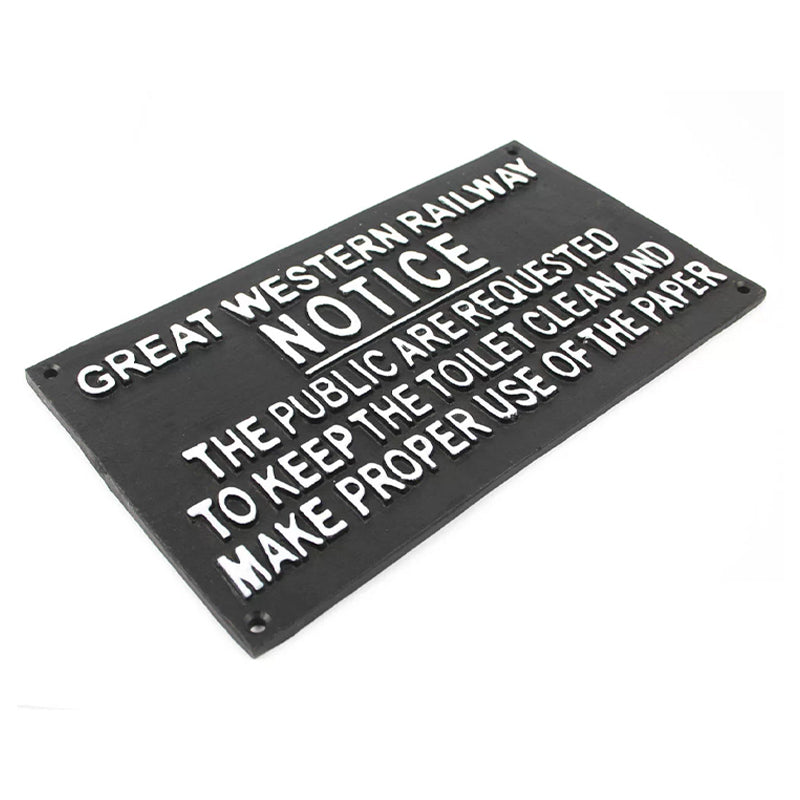 GREAT WESTERN RAILWAY
NOTICE
THE PUBLIC ARE REQUESTED
TO KEEP THE TOILET CLEAN AND
MAKE PROPER USE OF THE PAPER